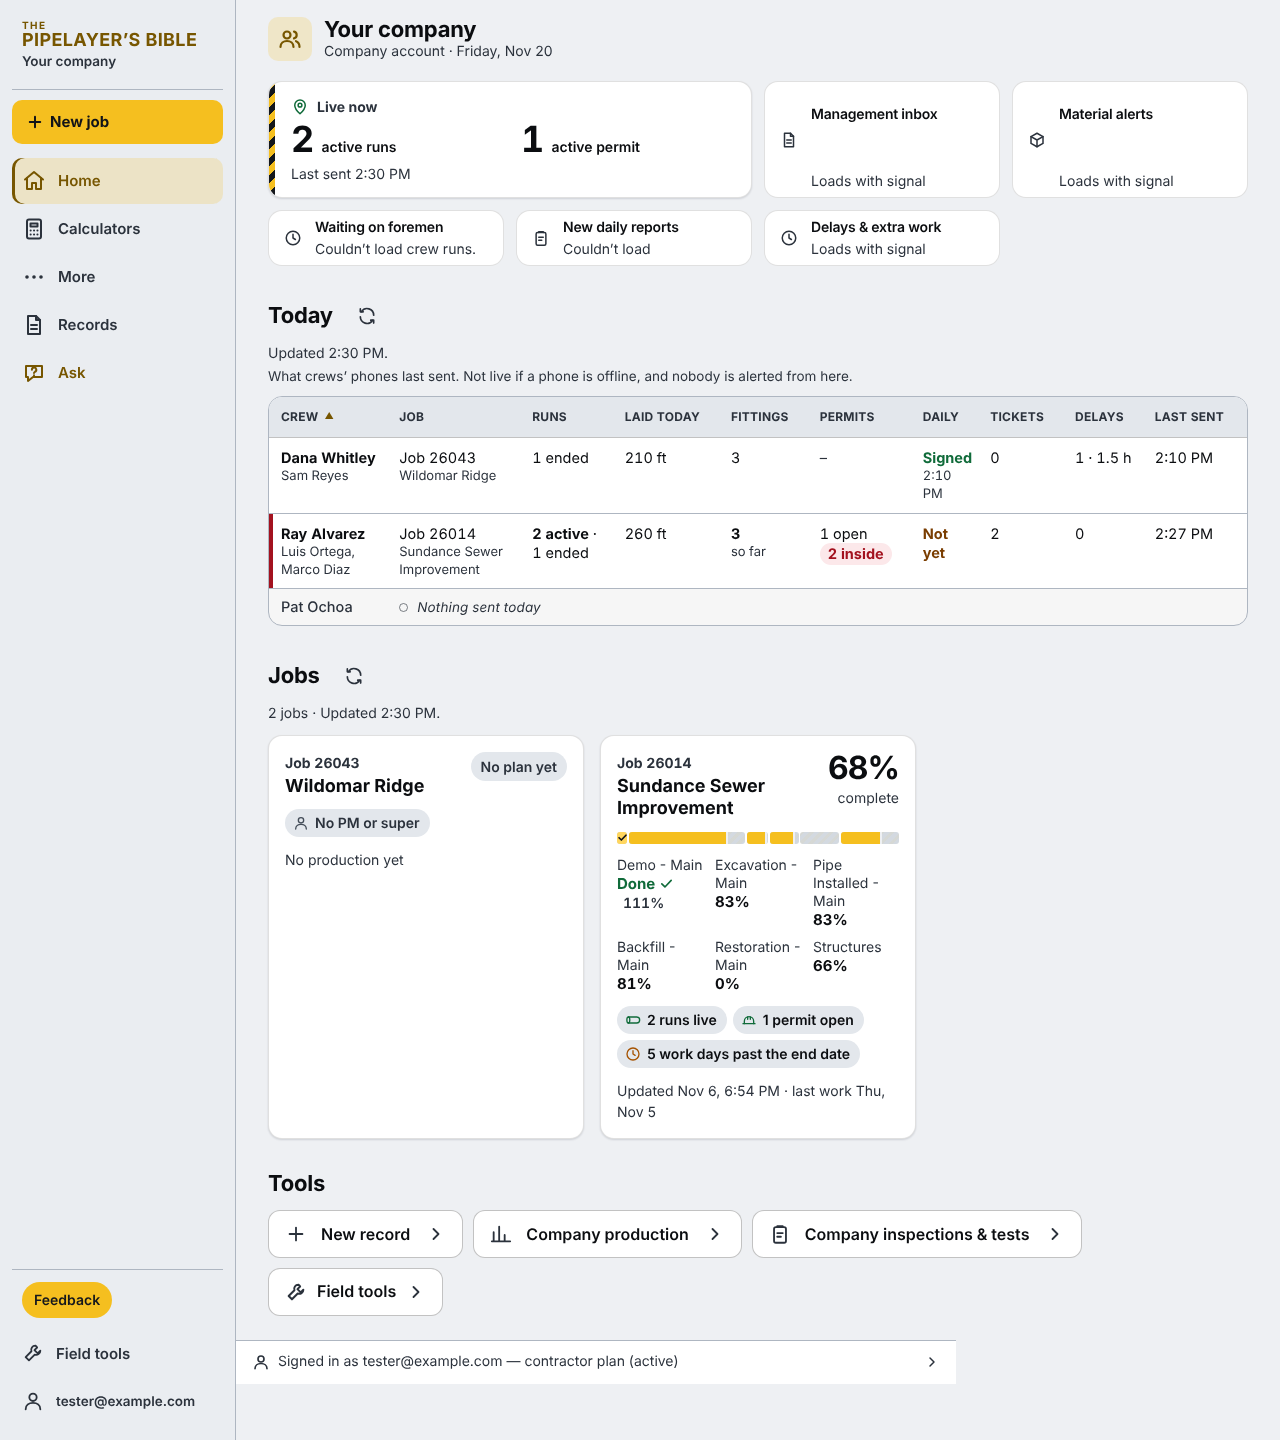 THE
PIPELAYER’S BIBLE
Your company
New job
Home
Calculators
More
Records
Ask
Feedback
Field tools
tester@example.com
Your company
Company account · Friday, Nov 20
Live now
2 active runs
1 active permit
Last sent 2:30 PM
Management inbox
Loads with signal
Material alerts
Loads with signal
Waiting on foremen
Couldn’t load crew runs.
New daily reports
Couldn’t load
Delays & extra work
Loads with signal
Today
Updated 2:30 PM.
What crews’ phones last sent. Not live if a phone is offline, and nobody is alerted from here.
CREW JOB RUNS LAID TODAY FITTINGS PERMITS DAILY TICKETS DELAYS LAST SENT
Dana Whitley Job 26043 1 ended 210 ft 3 – Signed 0 1 · 1.5 h 2:10 PM
Sam Reyes Wildomar Ridge 2:10
PM
Ray Alvarez Job 26014 2 active · 260 ft 3 1 open Not 2 0 2:27 PM
Luis Ortega, Sundance Sewer 1 ended so far 2 inside yet
Marco Diaz Improvement
Pat Ochoa Nothing sent today
Jobs
2 jobs · Updated 2:30 PM.
Job 26043
Wildomar Ridge
No plan yet
No PM or super
No production yet
Job 26014
Sundance Sewer
Improvement
68%
complete
Demo - Main
Done
111%
Excavation -
Main
83%
Pipe
Installed -
Main
83%
Backfill -
Main
81%
Restoration -
Main
0%
Structures
66%
2 runs live
1 permit open
5 work days past the end date
Updated Nov 6, 6:54 PM · last work Thu,
Nov 5
Tools
New record
Company production
Company inspections & tests
Field tools
Signed in as tester@example.com — contractor plan (active)